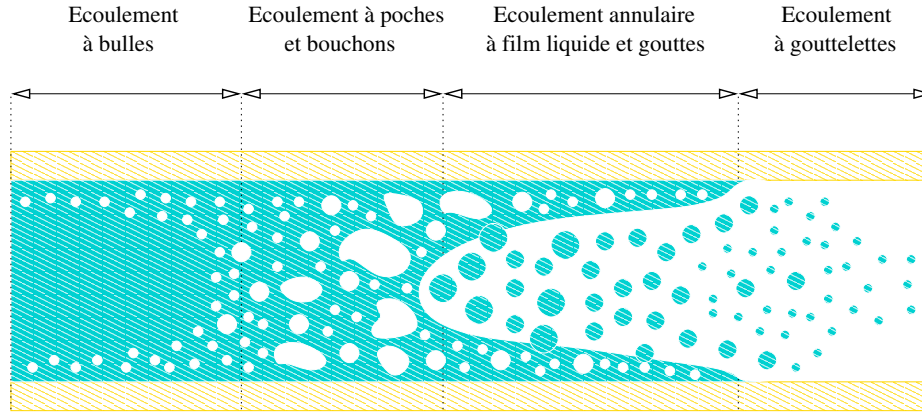 Ecoulement
à bulles
Ecoulement à poches
et bouchons
Ecoulement annulaire
à film liquide et gouttes
Ecoulement
à gouttelettes